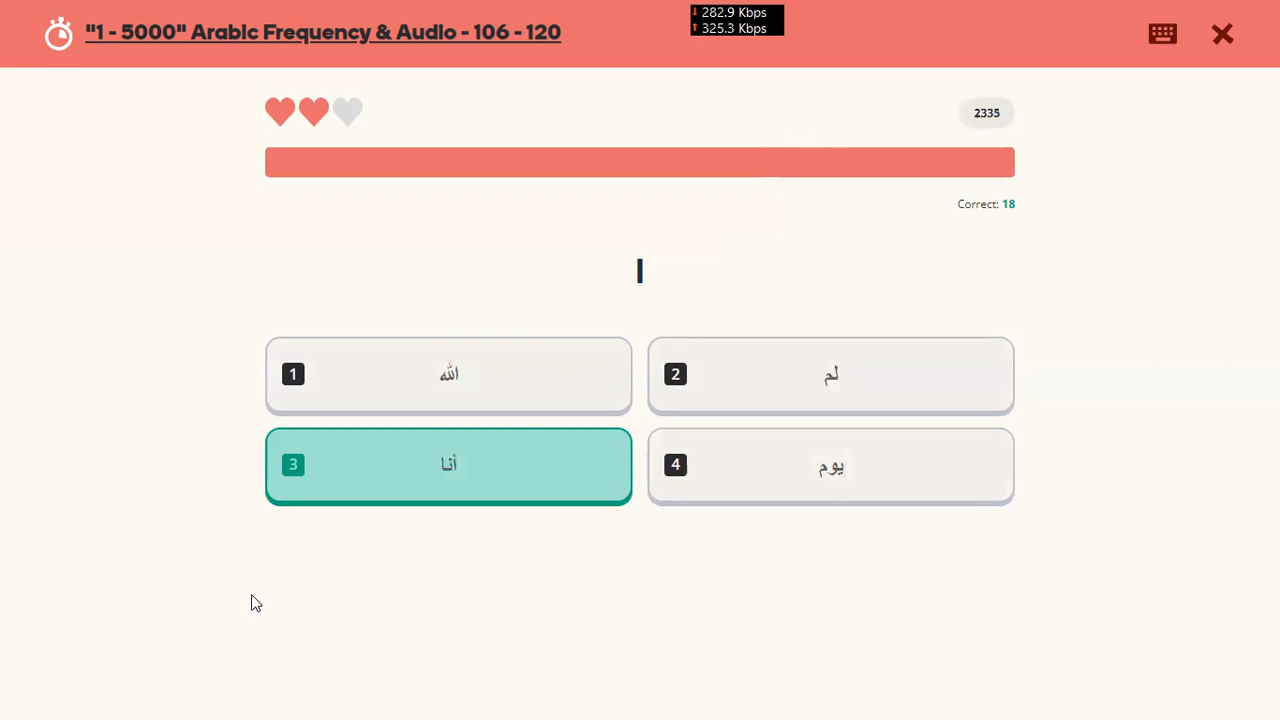 "1 - 5000" Arabic Frequency & Audio - 106 - 120
↓ 282.9 Kbps
↑ 325.3 Kbps
2335
Correct: 18
I
1 الله
2 لم
3 أنا
4 يوم